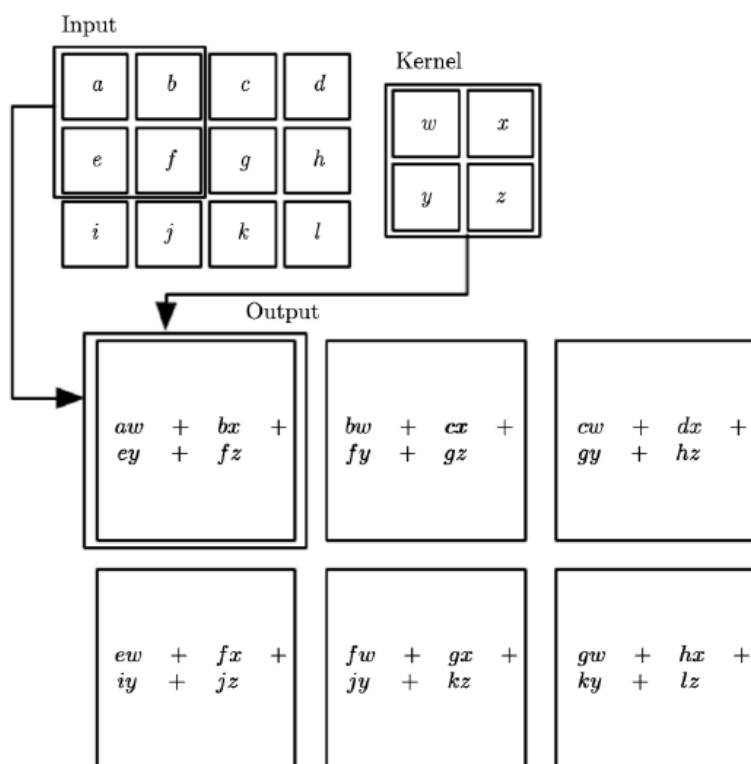 Input
Kernel
a b c d
w x
e f g h
y z
i j k l
Output
aw + bx +
ey + fz
bw + cx +
fy + gz
cw + dx +
gy + hz
ew + fx +
iy + jz
fw + gx +
jy + kz
gw + hx +
ky + lz